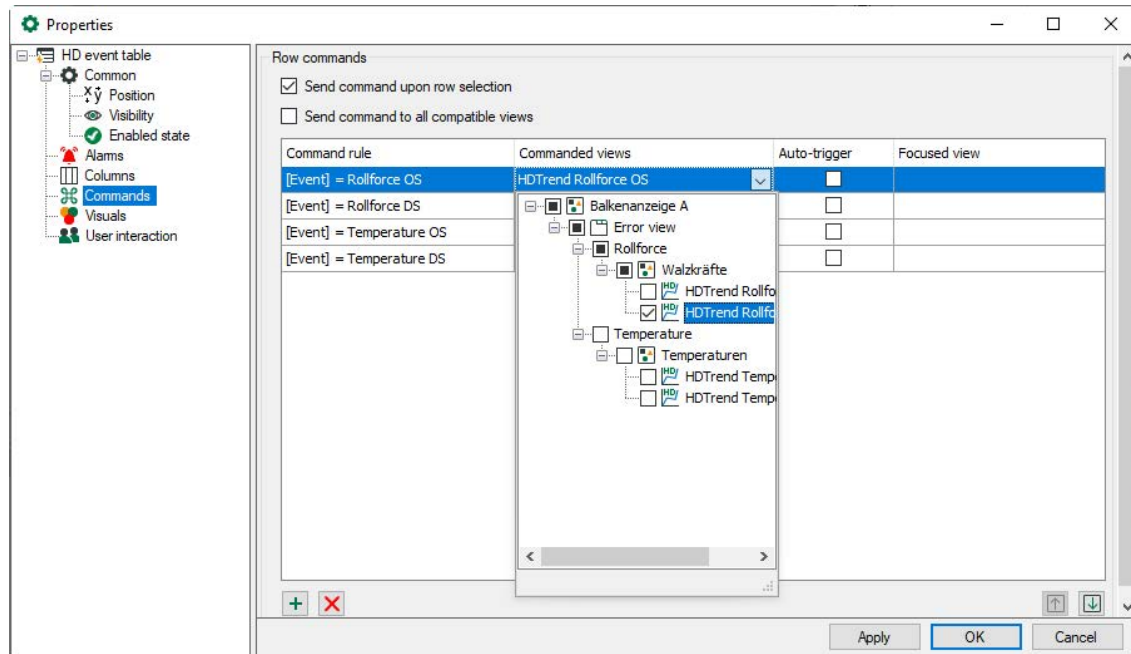 Properties
HD event table
Common
Position
Visibility
Enabled state
Alarms
Columns
Commands
Visuals
User interaction
Row commands
Send command upon row selection
Send command to all compatible views
Command rule Commanded views Auto-trigger Focused view
[Event] = Rollforce OS HDTrend Rollforce OS
[Event] = Rollforce DS
[Event] = Temperature OS
[Event] = Temperature DS
Balkenanzeige A
Error view
Rollforce
Walzkräfte
HDTrend Rollfo
HDTrend Rollfo
Temperature
Temperaturen
HDTrend Temp
HDTrend Temp
Apply OK Cancel